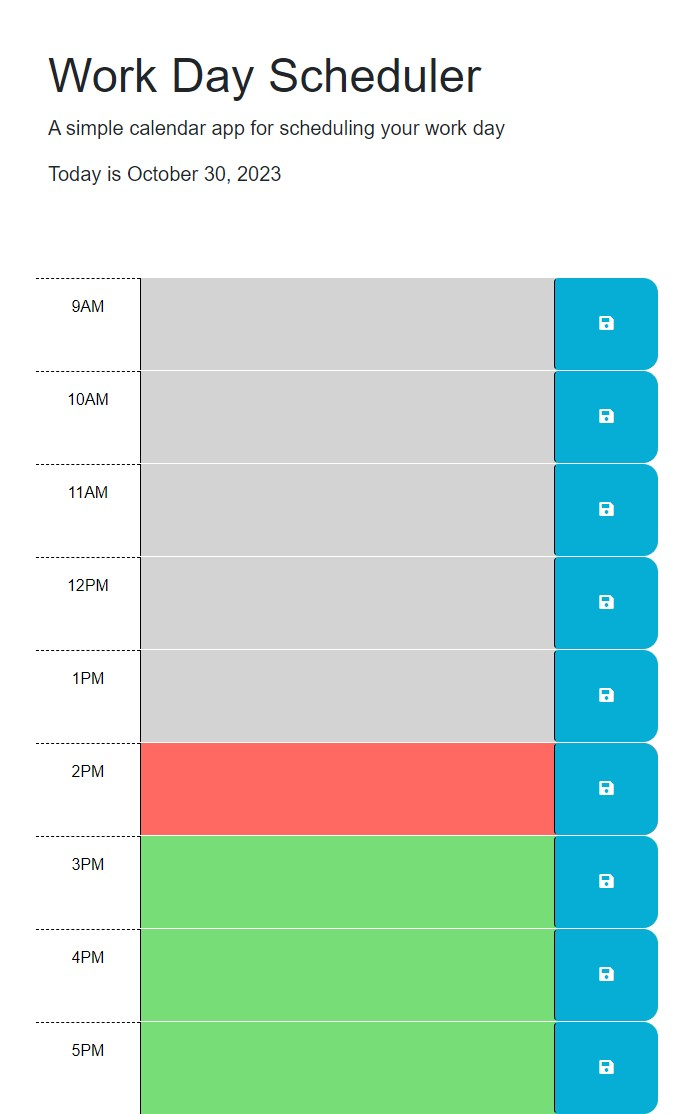 Work Day Scheduler
A simple calendar app for scheduling your work day
Today is October 30, 2023
9AM
10AM
11AM
12PM
1PM
2PM
3PM
4PM
5PM